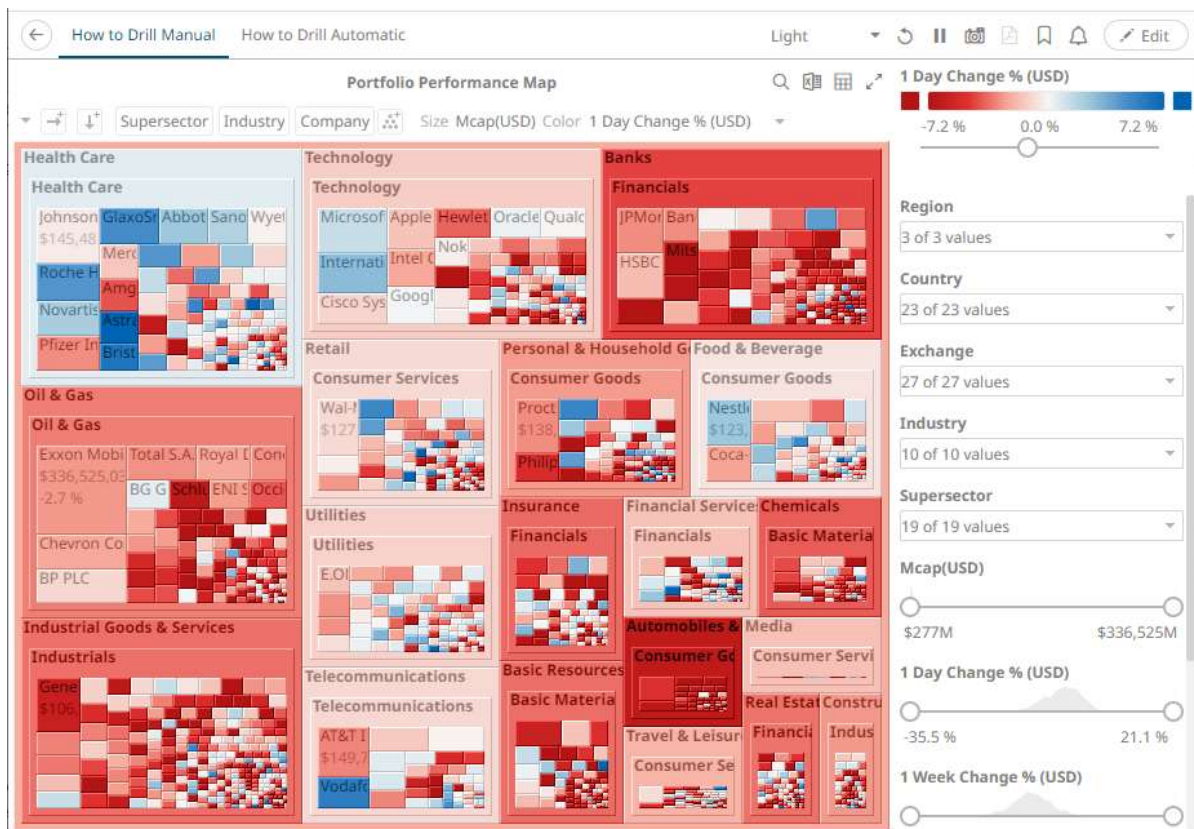 How to Drill Manual How to Drill Automatic Light Edit
Portfolio Performance Map
Supersector Industry Company Size Mcap(USD) Color 1 Day Change % (USD)
Health Care
Health Care
Johnson GlaxoSr Abbot Sano Wyet
$145,48
Merc
Roche H
Amg
Novartis
Astra
Pfizer In
Brist
Technology
Technology
Microsof Apple Hewlet Oracle Qualc
Nok
Internati Intel C
Cisco Sys Googl
Banks
Financials
JPMor Ban
HSBC Mits
Oil & Gas
Oil & Gas
Exxon Mobi Total S.A. Royal D Con
$336,525,03
-2.7 %
BG G Schl ENI S Occi
Chevron Co
BP PLC
Retail
Consumer Services
Wal-M
$127
Personal & Household G
Consumer Goods
Proct
$138,
Philip
Food & Beverage
Consumer Goods
Nestl
$123,
Coca-
Utilities
Utilities
E.O
Insurance
Financials
Financial Service
Financials
Chemicals
Basic Materia
Industrial Goods & Services
Industrials
Gene
$106,
Telecommunications
Telecommunications
AT&T I
$149,7
Vodafo
Basic Resources
Basic Materia
Automobiles &
Consumer Go
Media
Consumer Servi
Travel & Leisur
Consumer Se
Real Estat
Financia
Constru
Indus
1 Day Change % (USD)
-7.2 % 0.0 % 7.2 %
Region
3 of 3 values
Country
23 of 23 values
Exchange
27 of 27 values
Industry
10 of 10 values
Supersector
19 of 19 values
Mcap(USD)
$277M $336,525M
1 Day Change % (USD)
-35.5 % 21.1 %
1 Week Change % (USD)